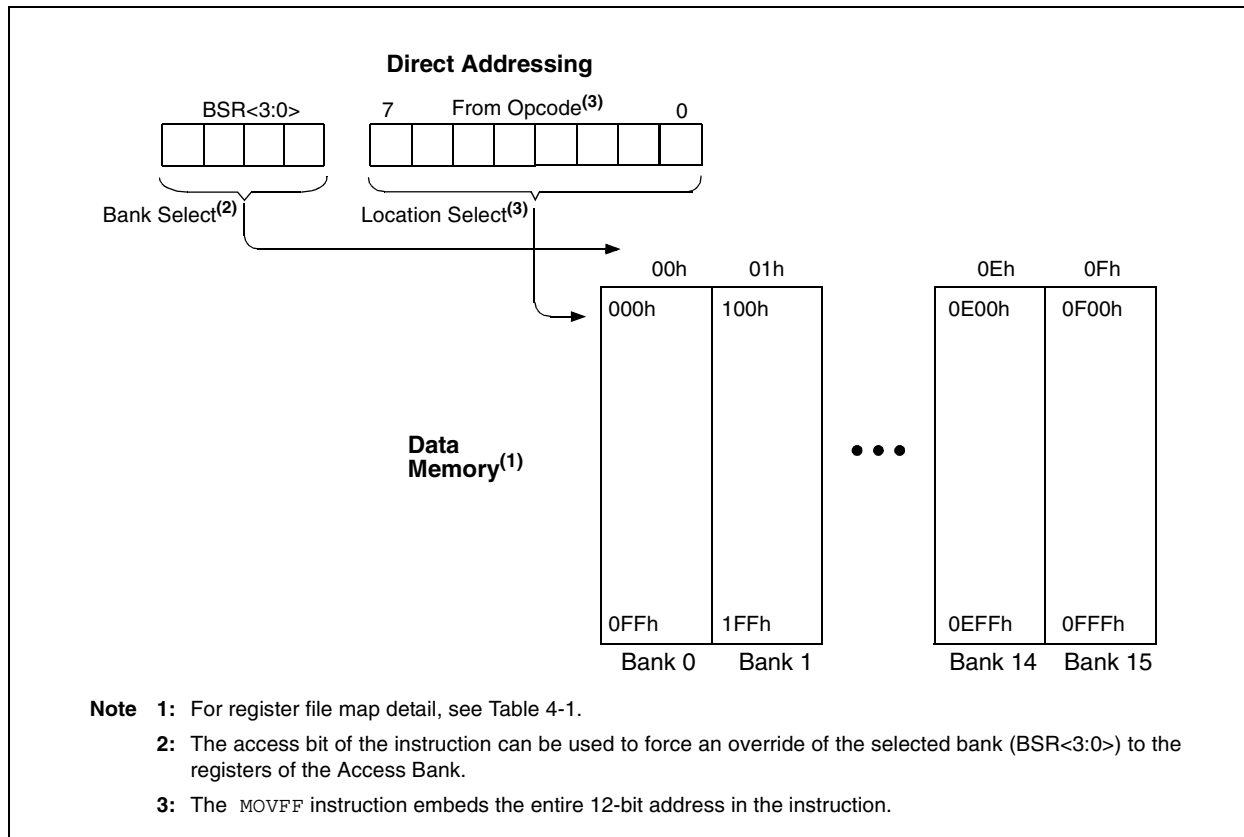 Direct Addressing
BSR<3:0>
7 From Opcode(3) 0
Bank Select(2) Location Select(3)
00h 01h 0Eh 0Fh
000h 100h 0E00h 0F00h
Data
Memory(1)
0FFh 1FFh 0EFFh 0FFFh
Bank 0 Bank 1 Bank 14 Bank 15
Note 1: For register file map detail, see Table 4-1.
2: The access bit of the instruction can be used to force an override of the selected bank (BSR<3:0>) to the
registers of the Access Bank.
3: The MOVFF instruction embeds the entire 12-bit address in the instruction.